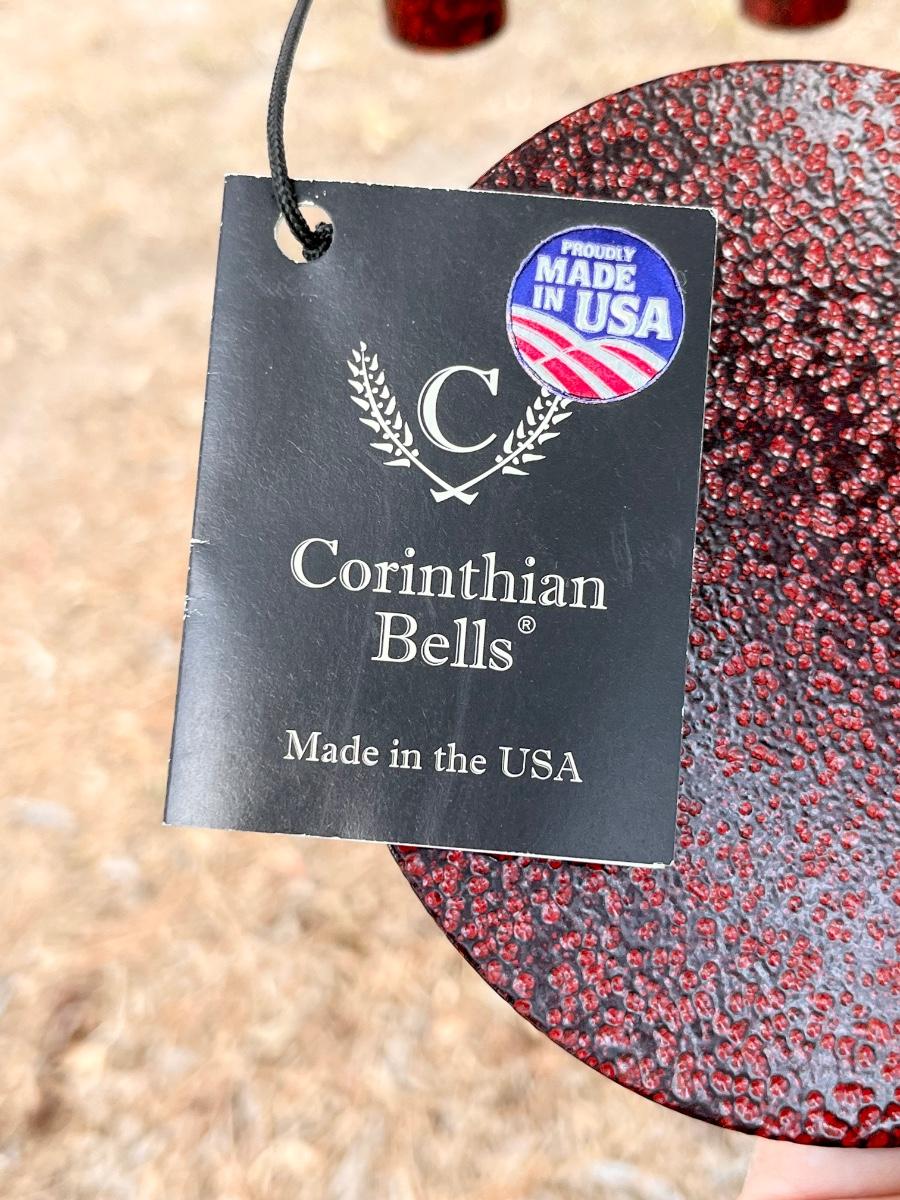 PROUDLY
MADE
IN USA
C
Corinthian
Bells®
Made in the USA